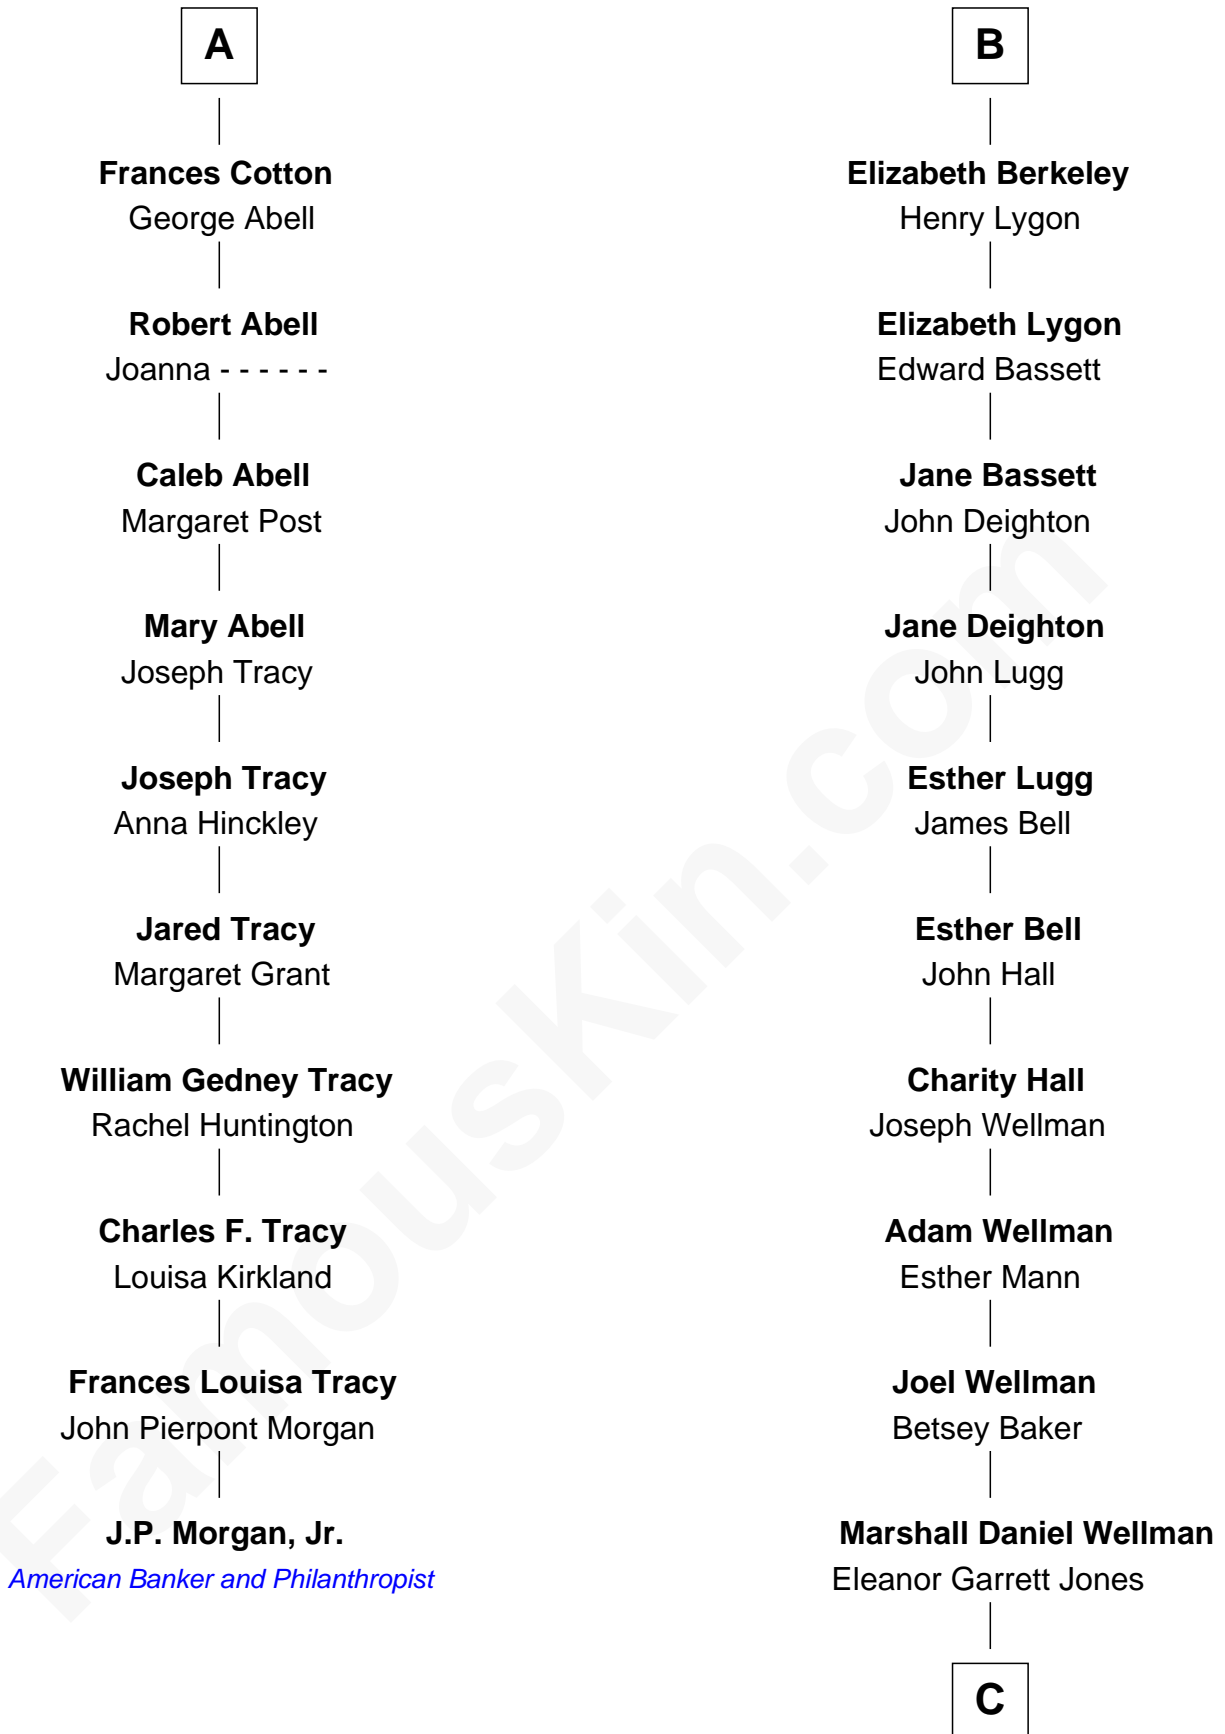 A
Frances Cotton
George Abell
Robert Abell
Joanna - - - - - -
Caleb Abell
Margaret Post
Mary Abell
Joseph Tracy
Joseph Tracy
Anna Hinckley
Jared Tracy
Margaret Grant
William Gedney Tracy
Rachel Huntington
Charles F. Tracy
Louisa Kirkland
Frances Louisa Tracy
John Pierpont Morgan
J.P. Morgan, Jr.
American Banker and Philanthropist
B
Elizabeth Berkeley
Henry Lygon
Elizabeth Lygon
Edward Bassett
Jane Bassett
John Deighton
Jane Deighton
John Lugg
Esther Lugg
James Bell
Esther Bell
John Hall
Charity Hall
Joseph Wellman
Adam Wellman
Esther Mann
Joel Wellman
Betsey Baker
Marshall Daniel Wellman
Eleanor Garrett Jones
C
FamousKin.com